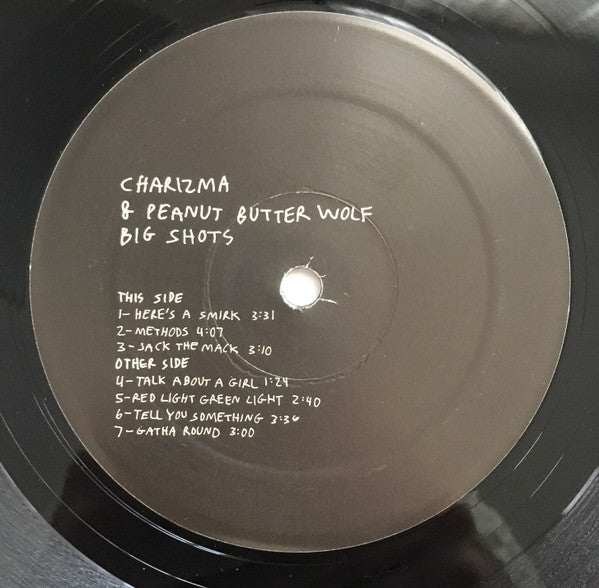 CHARIZMA
& PEANUT BUTTER WOLF
BIG SHOTS
THIS SIDE
1-HERE'S A SMIRK 3:31
2-METHODS 4:07
3-JACK THE MACK 3:10
OTHER SIDE
4-TALK ABOUT A GIRL 1:24
5-RED LIGHT GREEN LIGHT 2:40
6-TELL YOU SOMETHING 3:36
7-GATHA ROUND 3:00